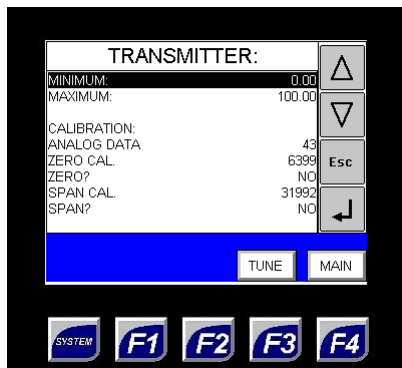 TRANSMITTER:
MINIMUM: 0.00
MAXIMUM: 100.00
CALIBRATION:
ANALOG DATA 43
ZERO CAL. 6399
ZERO? NO
SPAN CAL. 31992
SPAN? NO
Esc
TUNE MAIN
SYSTEM F1 F2 F3 F4